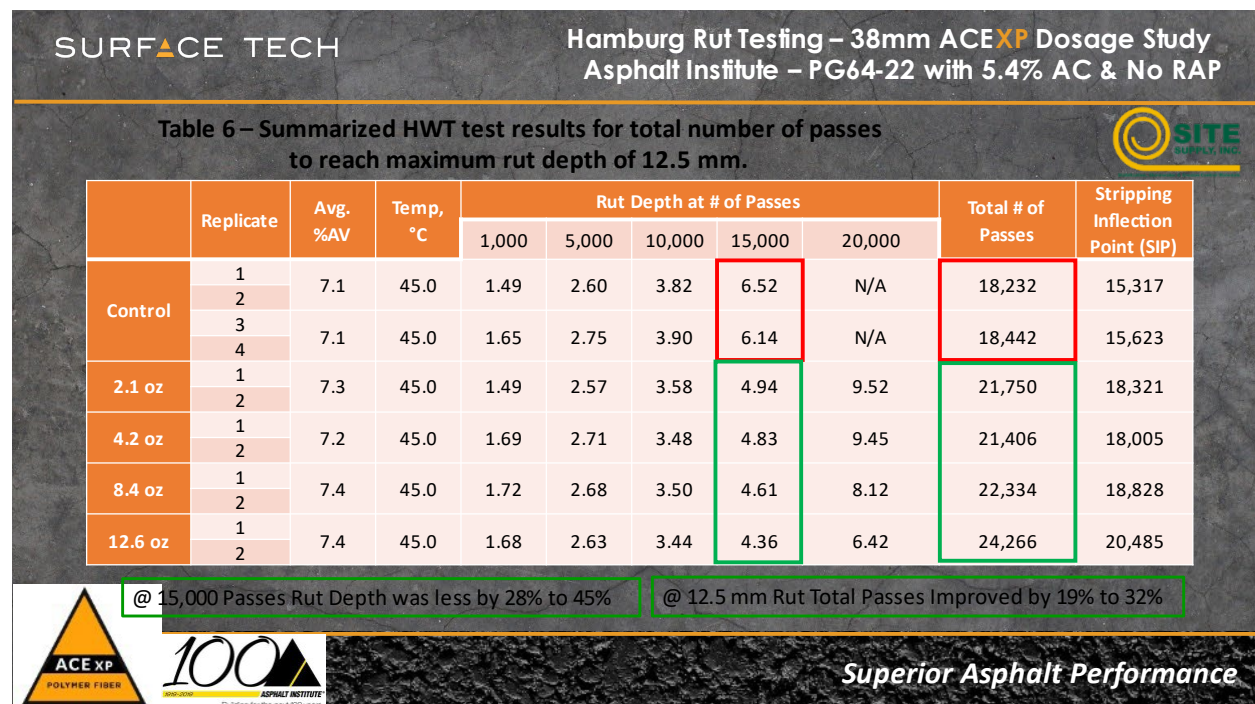 SURFACE TECH
Hamburg Rut Testing – 38mm ACEXP Dosage Study
Asphalt Institute – PG64-22 with 5.4% AC & No RAP
Table 6 – Summarized HWT test results for total number of passes
to reach maximum rut depth of 12.5 mm.
SITE
SUPPLY, INC.
Replicate Avg. %AV Temp, °C Rut Depth at # of Passes Total # of Passes Stripping Inflection Point (SIP)
1,000 5,000 10,000 15,000 20,000
Control 1 2 7.1 45.0 1.49 2.60 3.82 6.52 N/A 18,232 15,317
3 4 7.1 45.0 1.65 2.75 3.90 6.14 N/A 18,442 15,623
2.1 oz 1 2 7.3 45.0 1.49 2.57 3.58 4.94 9.52 21,750 18,321
4.2 oz 1 2 7.2 45.0 1.69 2.71 3.48 4.83 9.45 21,406 18,005
8.4 oz 1 2 7.4 45.0 1.72 2.68 3.50 4.61 8.12 22,334 18,828
12.6 oz 1 2 7.4 45.0 1.68 2.63 3.44 4.36 6.42 24,266 20,485
@ 15,000 Passes Rut Depth was less by 28% to 45%
@ 12.5 mm Rut Total Passes Improved by 19% to 32%
ACE XP
POLYMER FIBER
100
1919-2019 ASPHALT INSTITUTE
Superior Asphalt Performance